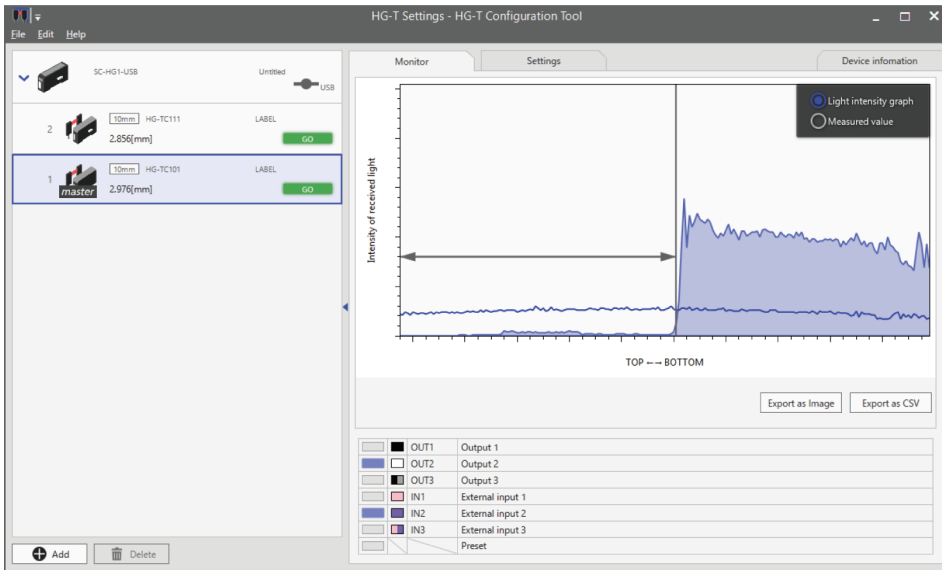 HG-T Settings - HG-T Configuration Tool
File Edit Help
SC-HG1-USB
Untitled
USB
2
10mm HG-TC111
LABEL
2.856[mm]
GO
1
master
10mm HG-TC101
LABEL
2.976[mm]
GO
Add
Delete
Monitor
Settings
Device infomation
Light intensity graph
Measured value
Intensity of received light
TOP ←→ BOTTOM
Export as Image
Export as CSV
OUT1 Output 1
OUT2 Output 2
OUT3 Output 3
IN1 External input 1
IN2 External input 2
IN3 External input 3
Preset